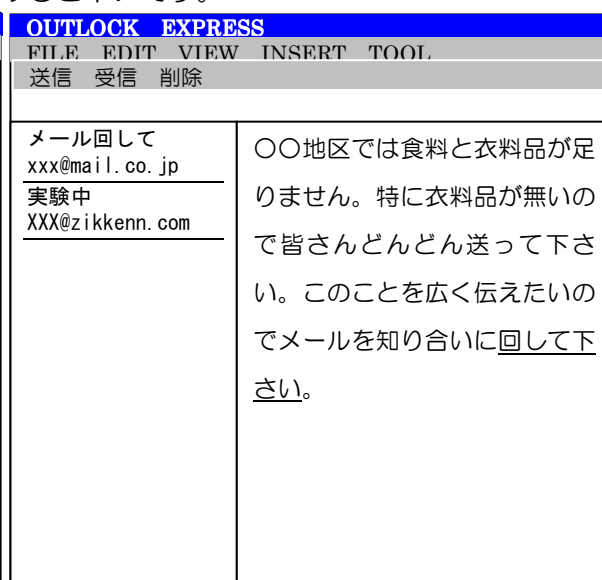 OUTLOCK EXPRESS
FILE EDIT VIEW INSERT TOOL
送信 受信 削除
メール回して
xxx@mail.co.jp
実験中
XXX@zikkenn.com
〇〇地区では食料と衣料品が足
りません。特に衣料品が無いの
で皆さんどんどん送って下さ
い。このことを広く伝えたいの
でメールを知り合いに回して下
さい。